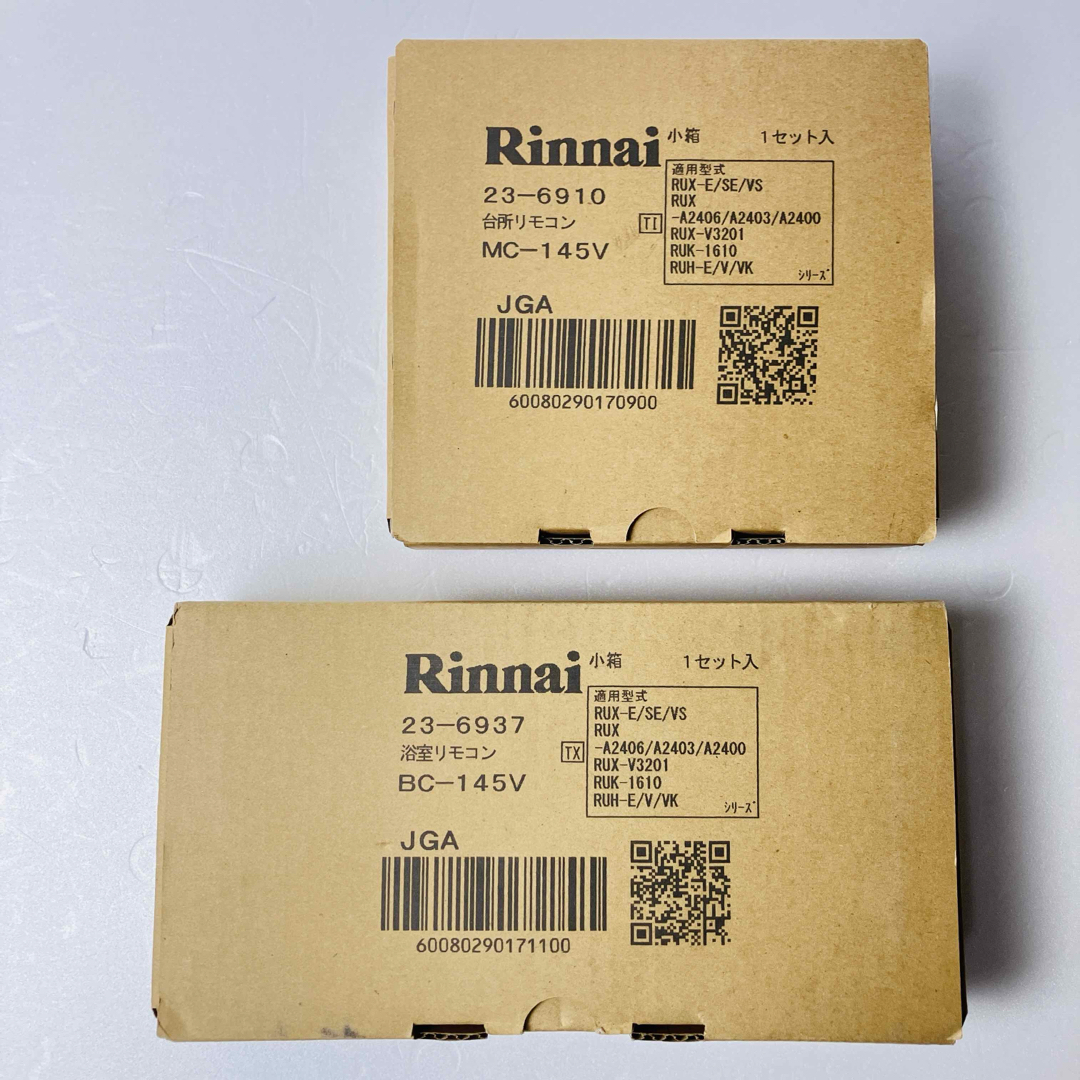 Rinnai 小箱 1セット入
23-6910
台所リモコン TI
MC-145V
適用型式
RUX-E/SE/VS
RUX
-A2406/A2403/A2400
RUX-V3201
RUK-1610
RUH-E/V/VK
シリーズ
JGA
60080290170900
Rinnai 小箱 1セット入
23-6937
浴室リモコン TX
BC-145V
適用型式
RUX-E/SE/VS
RUX
-A2406/A2403/A2400
RUX-V3201
RUK-1610
RUH-E/V/VK
シリーズ
JGA
60080290171100